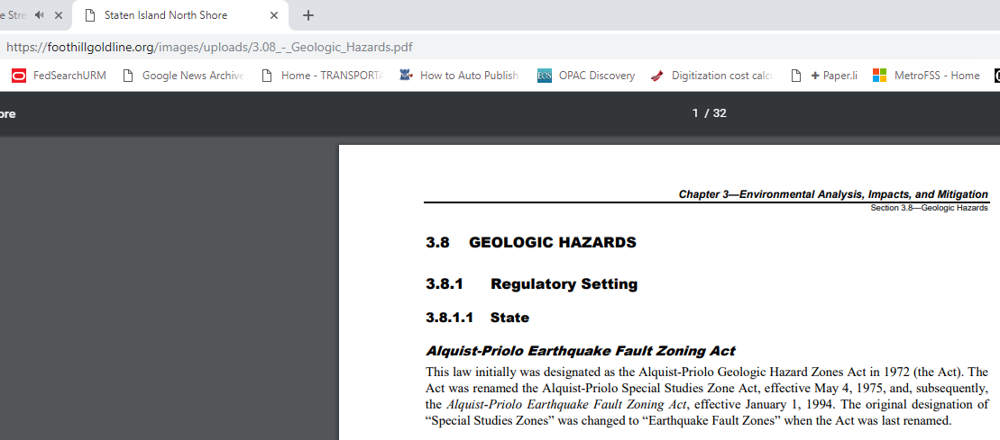 e Stre
Staten Island North Shore
https://foothillgoldline.org/images/uploads/3.08_-_Geologic_Hazards.pdf
FedSearchURM Google News Archive Home - TRANSPORTA How to Auto Publish EOS OPAC Discovery Digitization cost calc + Paper.li MetroFSS - Home
ore 1 / 32
Chapter 3—Environmental Analysis, Impacts, and Mitigation
Section 3.8—Geologic Hazards
3.8 GEOLOGIC HAZARDS
3.8.1 Regulatory Setting
3.8.1.1 State
Alquist-Priolo Earthquake Fault Zoning Act
This law initially was designated as the Alquist-Priolo Geologic Hazard Zones Act in 1972 (the Act). The
Act was renamed the Alquist-Priolo Special Studies Zone Act, effective May 4, 1975, and, subsequently,
the Alquist-Priolo Earthquake Fault Zoning Act, effective January 1, 1994. The original designation of
“Special Studies Zones” was changed to “Earthquake Fault Zones” when the Act was last renamed.